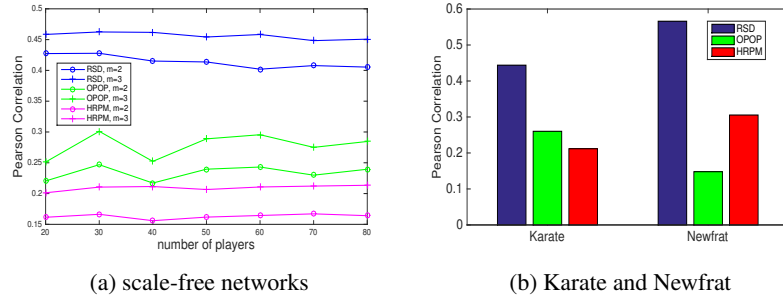 (a)
0.5
0.45
0.4
0.35
0.3
0.25
0.2
0.15
Pearson Correlation
RSD, m=2
RSD, m=3
OPOP, m=2
OPOP, m=3
HRPM, m=2
HRPM, m=3
20 30 40 50 60 70 80
number of players
(a) scale-free networks
(b)
0.6
0.5
0.4
0.3
0.2
0.1
0
Pearson Correlation
RSD
OPOP
HRPM
Karate Newfrat
(b) Karate and Newfrat